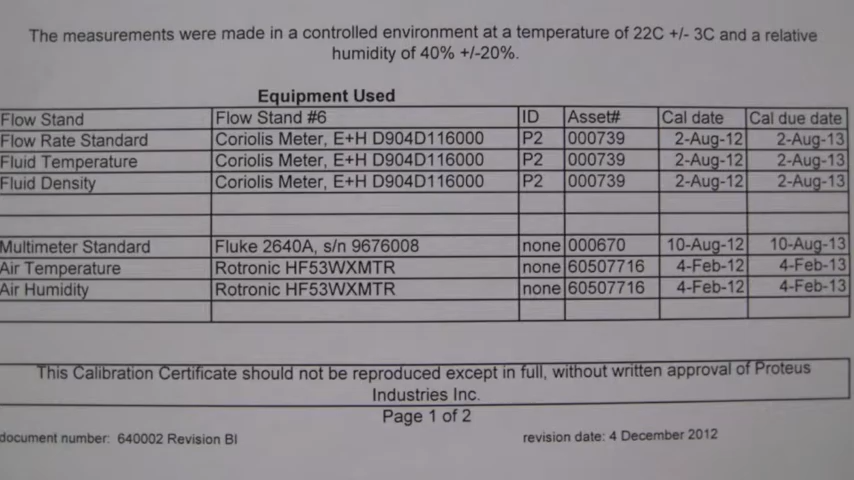 The measurements were made in a controlled environment at a temperature of 22C +/- 3C and a relative
humidity of 40% +/-20%.
Equipment Used
Flow Stand Flow Stand #6 ID Asset# Cal date Cal due date
Flow Rate Standard Coriolis Meter, E+H D904D116000 P2 000739 2-Aug-12 2-Aug-13
Fluid Temperature Coriolis Meter, E+H D904D116000 P2 000739 2-Aug-12 2-Aug-13
Fluid Density Coriolis Meter, E+H D904D116000 P2 000739 2-Aug-12 2-Aug-13
Multimeter Standard Fluke 2640A, s/n 9676008 none 000670 10-Aug-12 10-Aug-13
Air Temperature Rotronic HF53WXMTR none 60507716 4-Feb-12 4-Feb-13
Air Humidity Rotronic HF53WXMTR none 60507716 4-Feb-12 4-Feb-13
This Calibration Certificate should not be reproduced except in full, without written approval of Proteus
Industries Inc.
Page 1 of 2
document number: 640002 Revision BI revision date: 4 December 2012